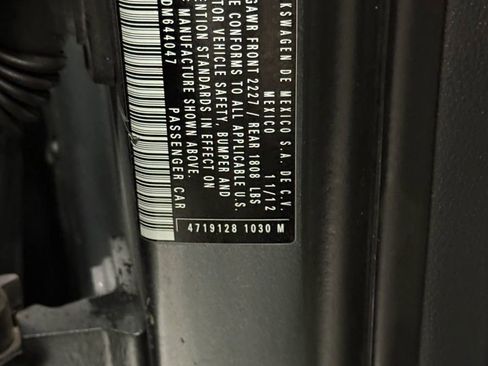 KSWAGEN DE MEXICO S.A. DE C.V.
MEXICO 11/12
GAWR FRONT 2227 / REAR 1808 LBS
E CONFORMS TO ALL APPLICABLE U.S.
TOR VEHICLE SAFETY, BUMPER AND
ENTION STANDARDS IN EFFECT ON
MANUFACTURE SHOWN ABOVE.
DM644047
PASSENGER CAR
4719128 1030 M